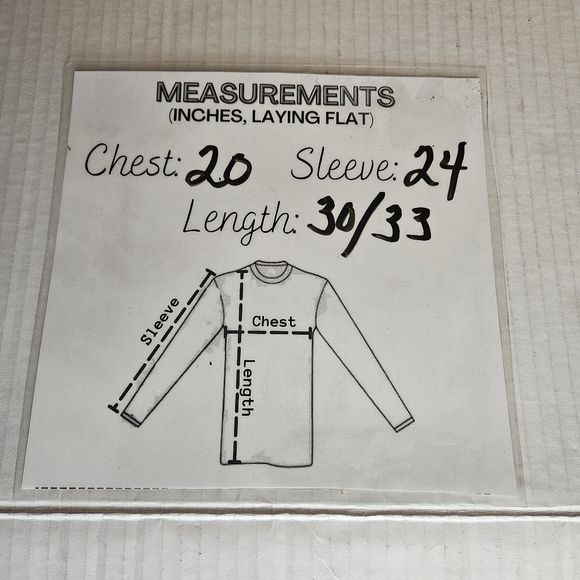 MEASUREMENTS
(INCHES, LAYING FLAT)
Chest: 20 Sleeve: 24
Length: 30/33
Sleeve
Chest
Length